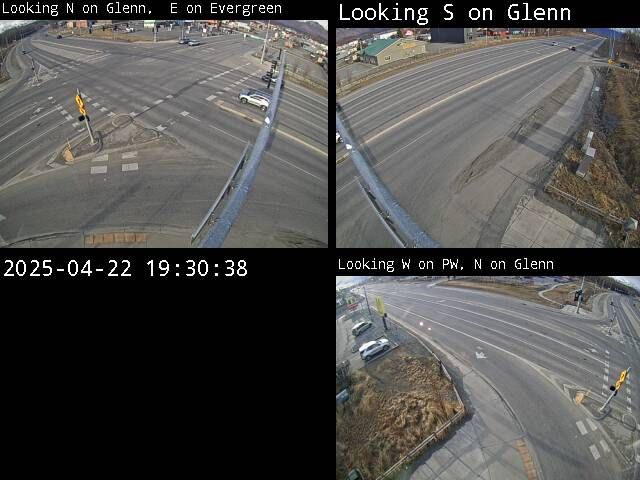 Looking N on Glenn,  E on Evergreen
Looking S on Glenn
2025-04-22 19:30:38
Looking W on PW, N on Glenn